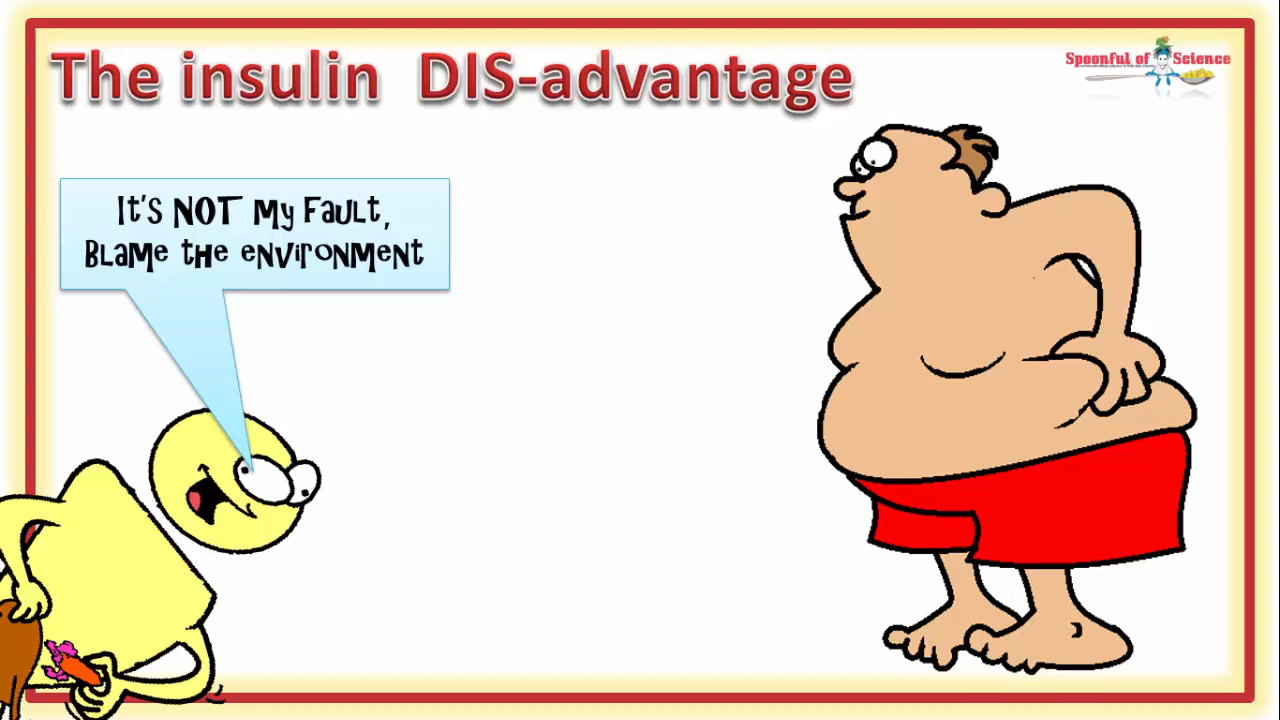 The insulin DIS-advantage
Spoonful of Science
It's NOT my fault,
Blame the environment